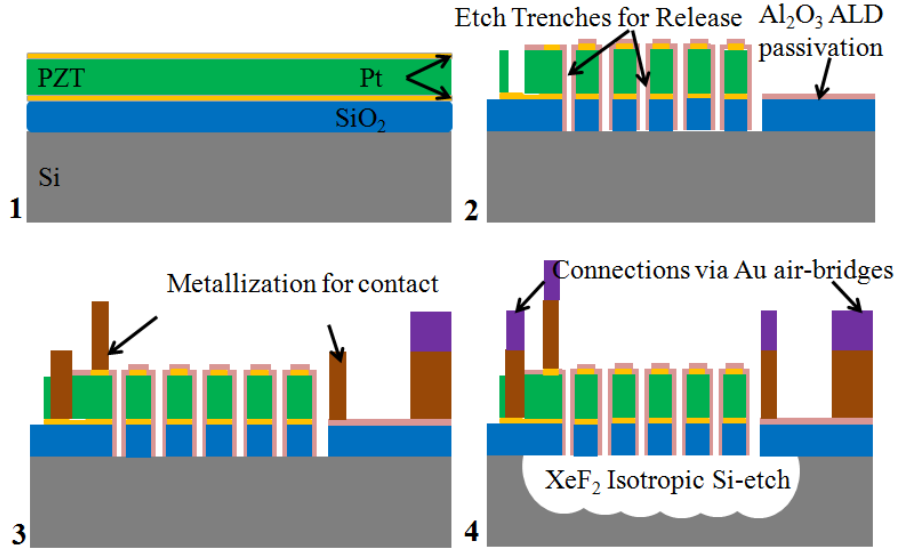 PZT
Pt
SiO₂
Si
1
Etch Trenches for Release
Al₂O₃ ALD
passivation
2
Metallization for contact
3
Connections via Au air-bridges
XeF₂ Isotropic Si-etch
4